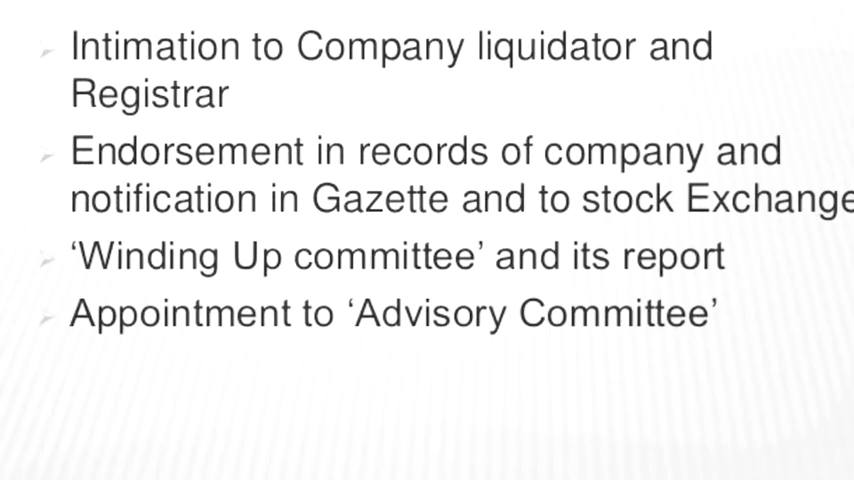 Intimation to Company liquidator and
Registrar
Endorsement in records of company and
notification in Gazette and to stock Exchange
‘Winding Up committee’ and its report
Appointment to ‘Advisory Committee’